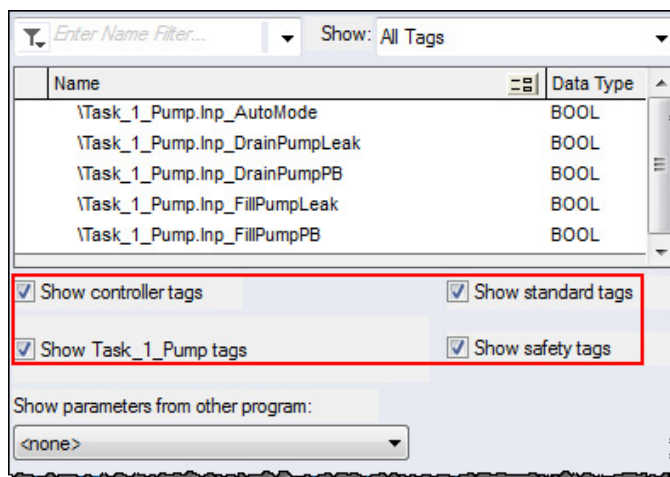 Enter Name Filter... Show: All Tags
Name Data Type
\Task_1_Pump.Inp_AutoMode BOOL
\Task_1_Pump.Inp_DrainPumpLeak BOOL
\Task_1_Pump.Inp_DrainPumpPB BOOL
\Task_1_Pump.Inp_FillPumpLeak BOOL
\Task_1_Pump.Inp_FillPumpPB BOOL
Show controller tags Show standard tags
Show Task_1_Pump tags Show safety tags
Show parameters from other program:
<none>